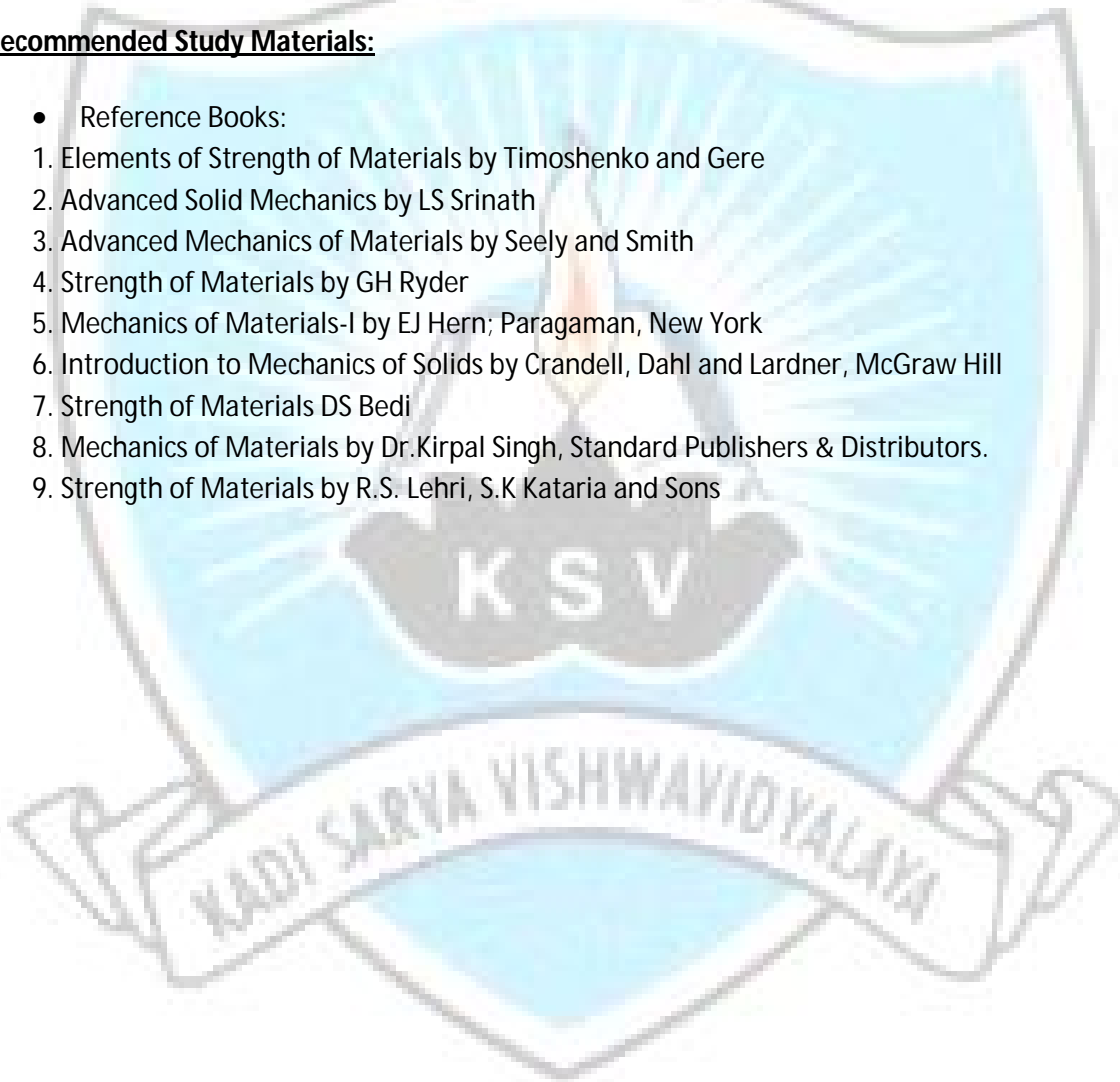 ecommended Study Materials:
• Reference Books:
1. Elements of Strength of Materials by Timoshenko and Gere
2. Advanced Solid Mechanics by LS Srinath
3. Advanced Mechanics of Materials by Seely and Smith
4. Strength of Materials by GH Ryder
5. Mechanics of Materials-I by EJ Hern; Paragaman, New York
6. Introduction to Mechanics of Solids by Crandell, Dahl and Lardner, McGraw Hill
7. Strength of Materials DS Bedi
8. Mechanics of Materials by Dr.Kirpal Singh, Standard Publishers & Distributors.
9. Strength of Materials by R.S. Lehri, S.K Kataria and Sons
KSV
KADI SARVA VISHWAVIDYALAYA